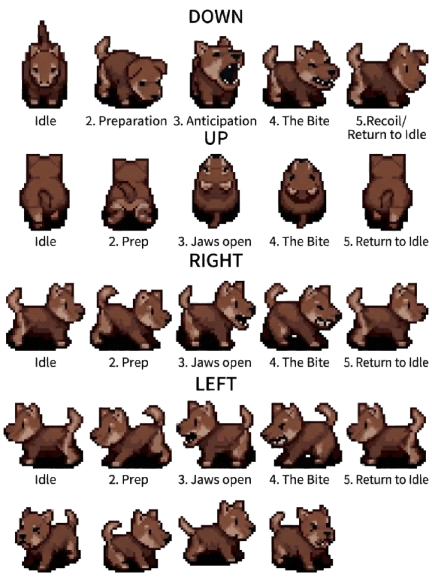 DOWN
Idle
2. Preparation
3. Anticipation
4. The Bite
5.Recoil/
Return to Idle
UP
Idle
2. Prep
3. Jaws open
4. The Bite
5. Return to Idle
RIGHT
Idle
2. Prep
3. Jaws open
4. The Bite
5. Return to Idle
LEFT
Idle
2. Prep
3. Jaws open
4. The Bite
5. Return to Idle